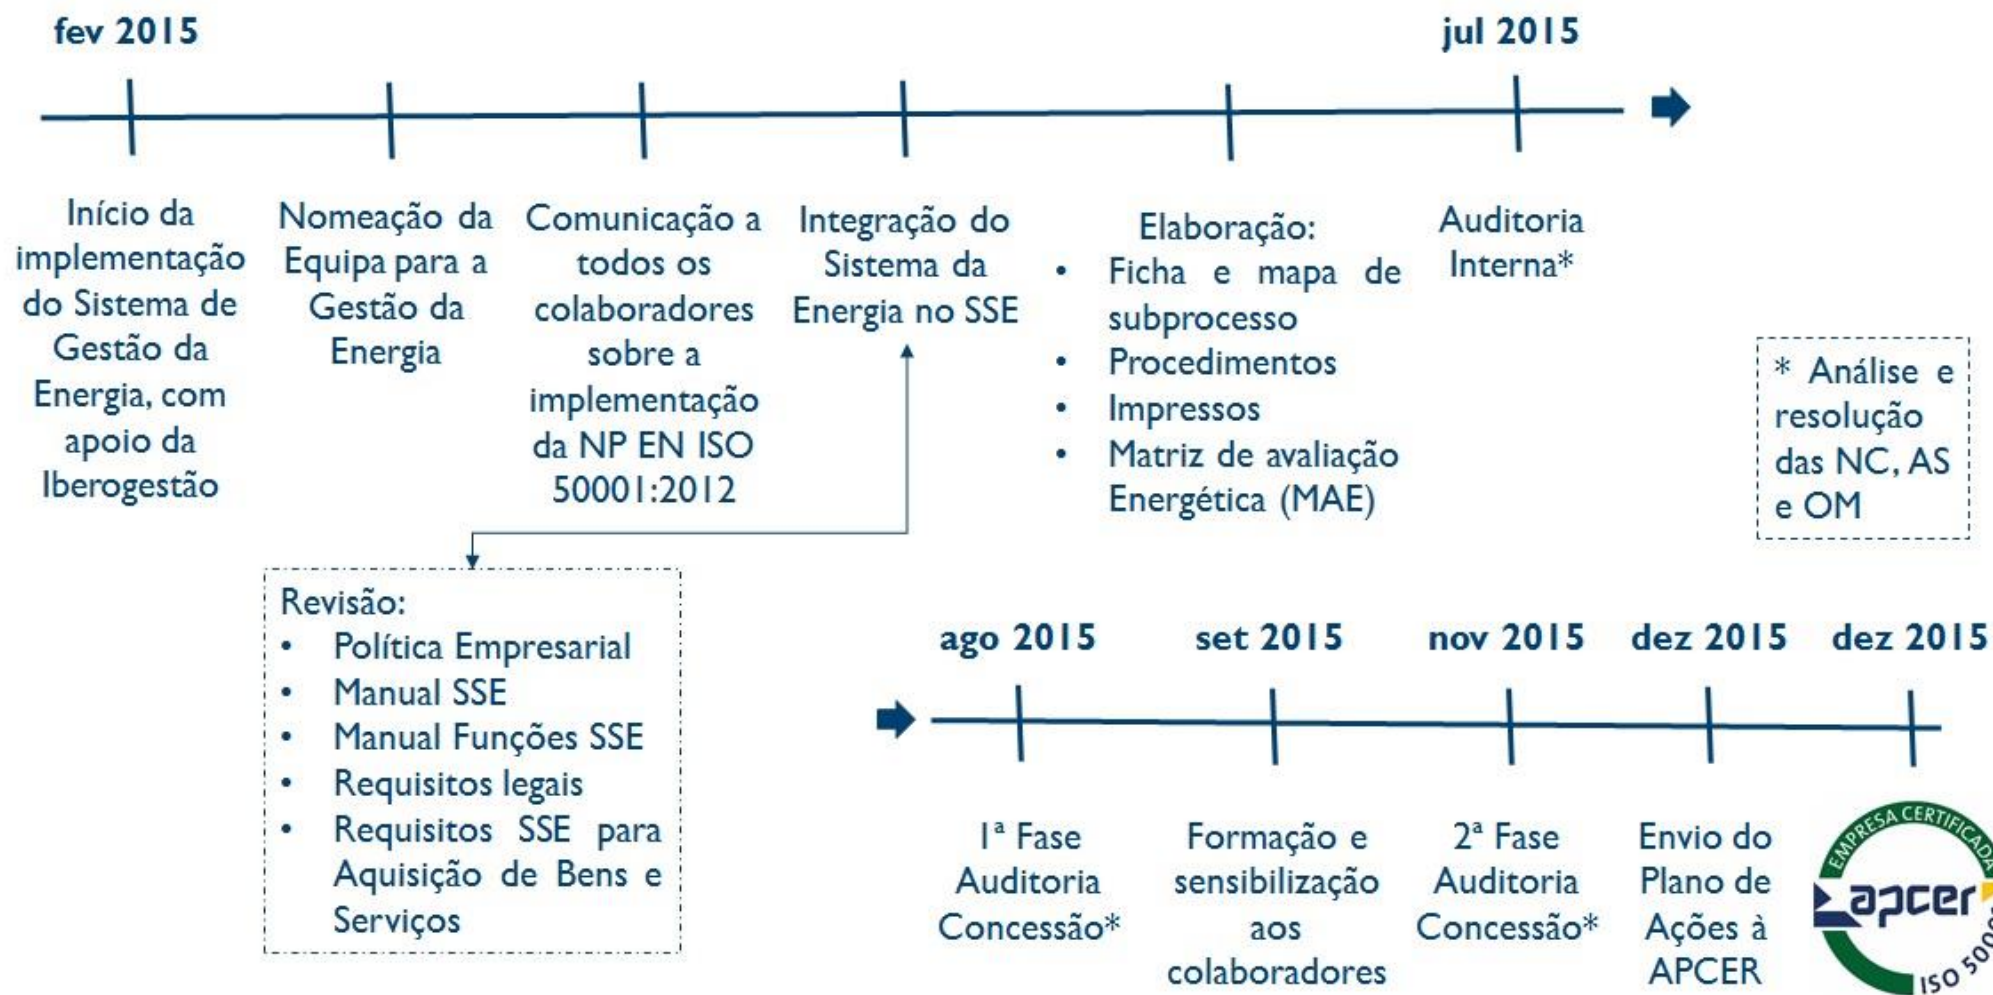 fev 2015
jul 2015
Início da
implementação
do Sistema de
Gestão da
Energia, com
apoio da
Iberogestão
Nomeação da
Equipa para a
Gestão da
Energia
Comunicação a
todos os
colaboradores
sobre a
implementação
da NP EN ISO
50001:2012
Integração do
Sistema da
Energia no SSE
Elaboração:
• Ficha e mapa de
subprocesso
• Procedimentos
• Impressos
• Matriz de avaliação
Energética (MAE)
Auditoria
Interna*
* Análise e
resolução
das NC, AS
e OM
Revisão:
• Política Empresarial
• Manual SSE
• Manual Funções SSE
• Requisitos legais
• Requisitos SSE para
Aquisição de Bens e
Serviços
ago 2015
set 2015
nov 2015
dez 2015
dez 2015
1ª Fase
Auditoria
Concessão*
Formação e
sensibilização
aos
colaboradores
2ª Fase
Auditoria
Concessão*
Envio do
Plano de
Ações à
APCER
EMPRESA CERTIFICADA
apcer
ISO